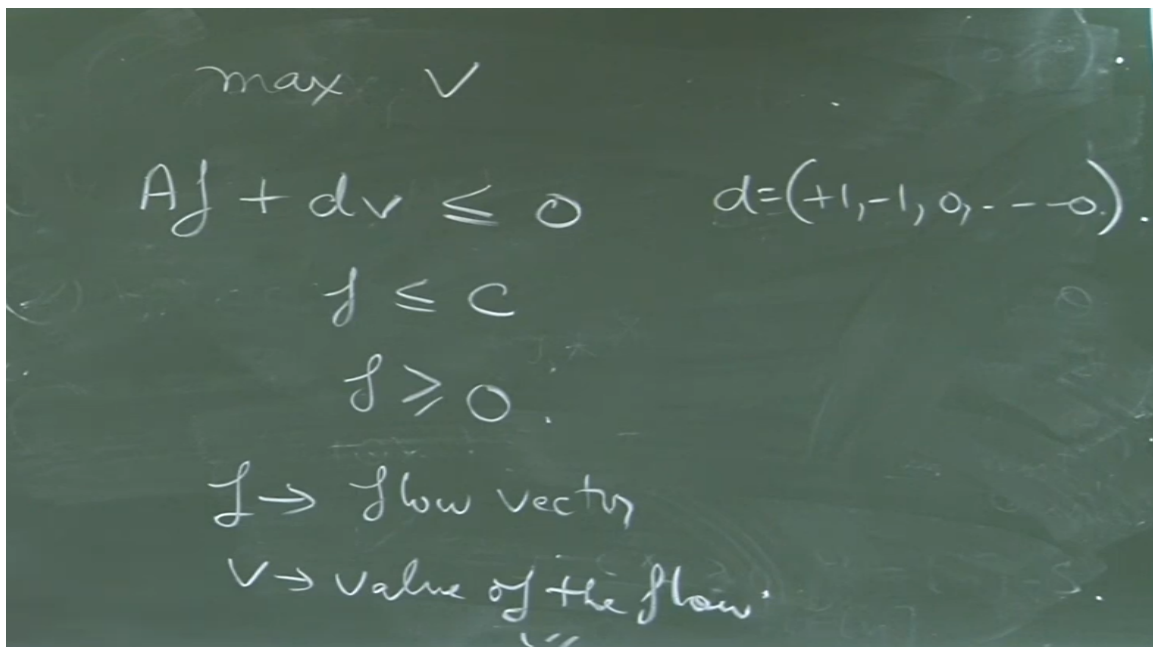 max v
Af + dv ≤ 0 d=(+1,-1, 0, - - - 0).
f ≤ c
f ≥ 0.
f → flow vector
v → value of the flow.